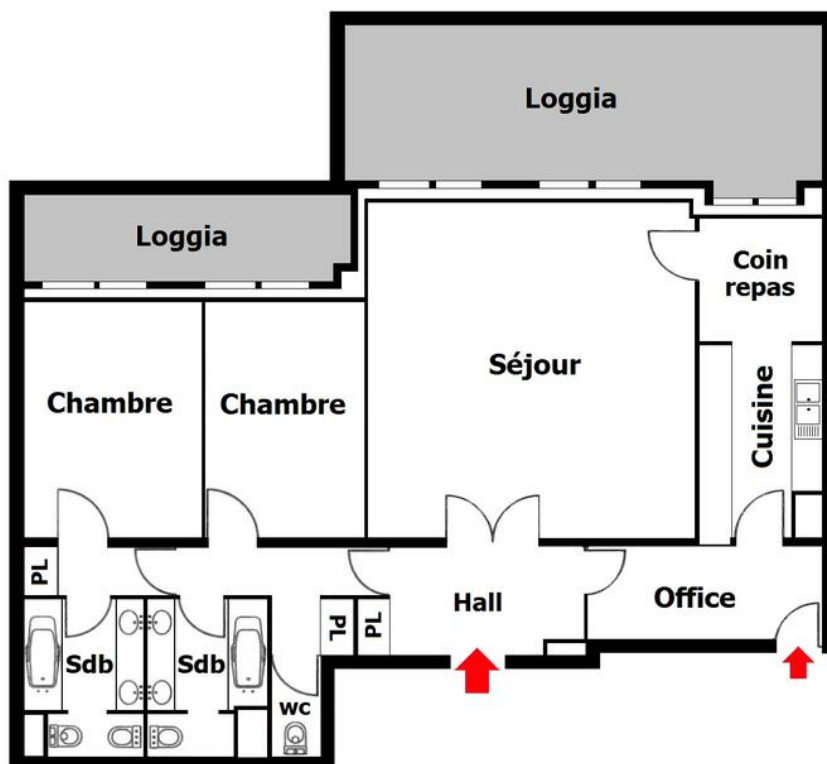 Loggia
Loggia
Coin
repas
Séjour
Chambre
Chambre
Cuisine
PL
Hall
Office
PL
PL
Sdb
Sdb
WC